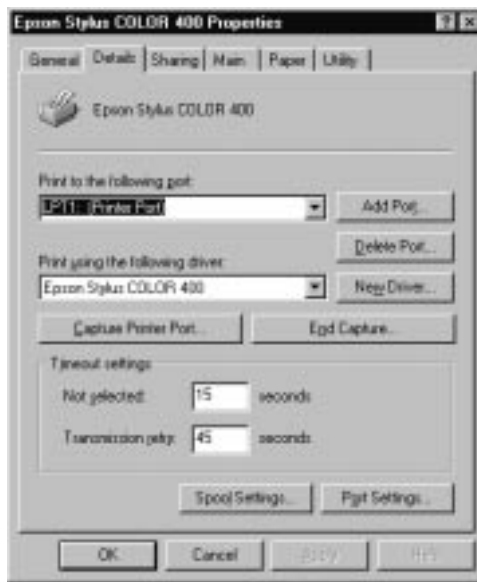 Epson Stylus COLOR 400 Properties
General Details Sharing Main Paper Utility
Epson Stylus COLOR 400
Print to the following port:
LPT1: (Printer Port) Add Port...
Delete Port...
Print using the following driver:
Epson Stylus COLOR 400 New Driver...
Capture Printer Port... End Capture...
Timeout settings
Not selected: 15 seconds
Transmission retry: 45 seconds
Spool Settings... Port Settings...
OK Cancel Apply Help